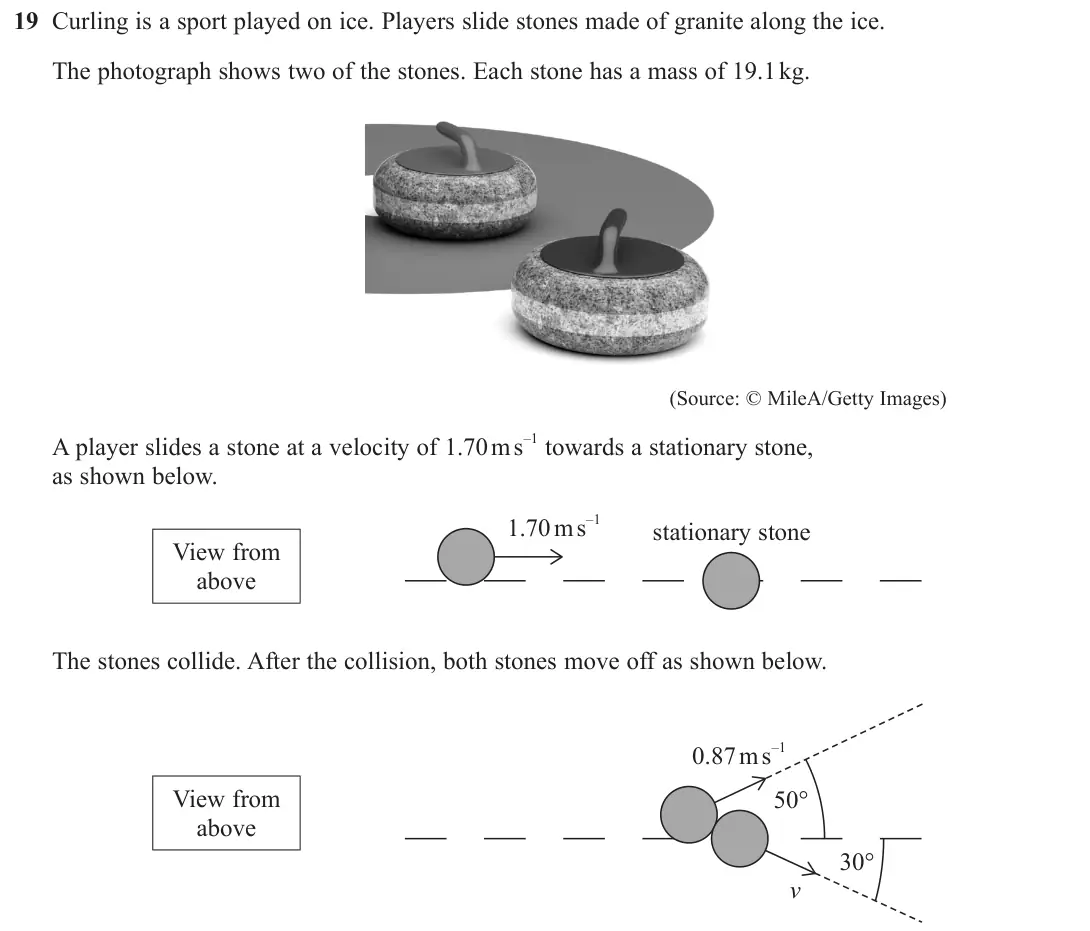 19 Curling is a sport played on ice. Players slide stones made of granite along the ice.
The photograph shows two of the stones. Each stone has a mass of 19.1 kg.
(Source: © MileA/Getty Images)
A player slides a stone at a velocity of 1.70 m s⁻¹ towards a stationary stone,
as shown below.
1.70 m s⁻¹
stationary stone
View from
above
The stones collide. After the collision, both stones move off as shown below.
0.87 m s⁻¹
View from
above
50°
30°
v